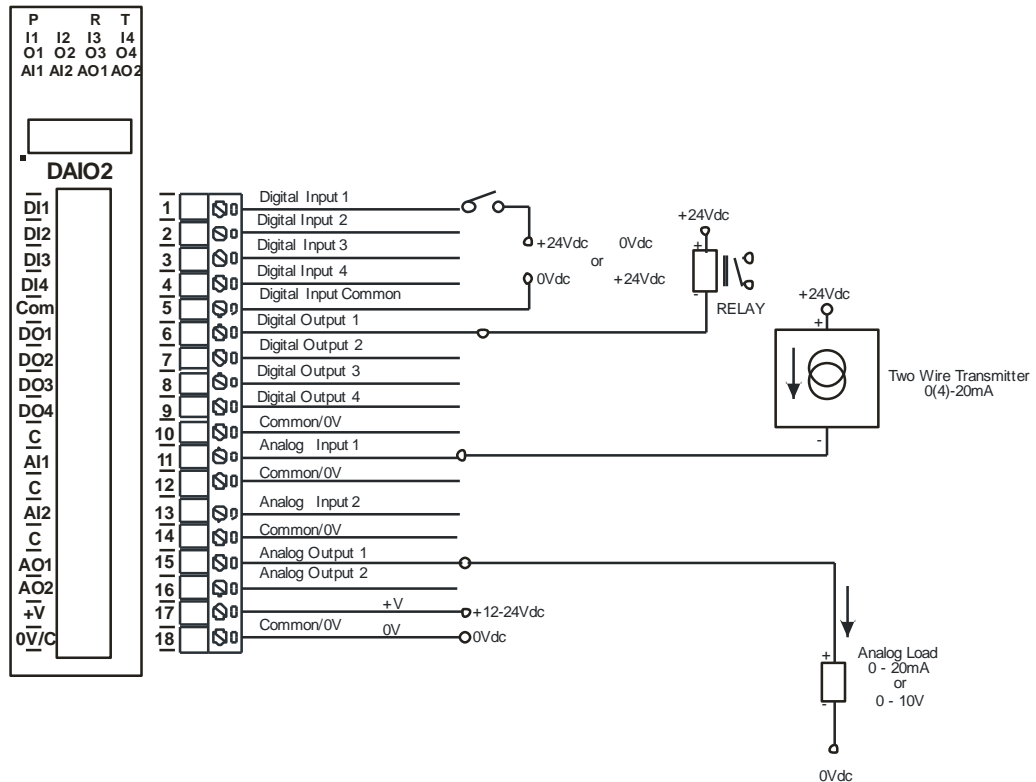 P R T
I1 I2 I3 I4
O1 O2 O3 O4
AI1 AI2 AO1 AO2
DAIO2
DI1
DI2
DI3
DI4
Com
DO1
DO2
DO3
DO4
C
AI1
C
AI2
C
AO1
AO2
+V
0V/C
1 Digital Input 1
2 Digital Input 2
3 Digital Input 3
4 Digital Input 4
5 Digital Input Common
6 Digital Output 1
7 Digital Output 2
8 Digital Output 3
9 Digital Output 4
10 Common/0V
11 Analog Input 1
12 Common/0V
13 Analog Input 2
14 Common/0V
15 Analog Output 1
16 Analog Output 2
17 +V +12-24Vdc
18 Common/0V 0V 0Vdc
+24Vdc 0Vdc
or
0Vdc +24Vdc
+24Vdc
+
-
RELAY
+24Vdc
+
Two Wire Transmitter
0(4)-20mA
-
+
Analog Load
0 - 20mA
or
0 - 10V
-
0Vdc